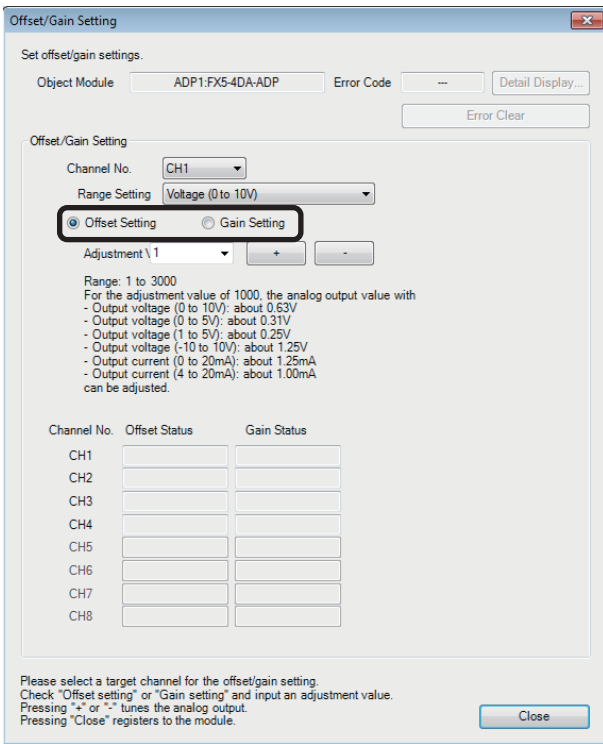 Offset/Gain Setting
Set offset/gain settings.
Object Module ADP1:FX5-4DA-ADP Error Code --- Detail Display...
Error Clear
Offset/Gain Setting
Channel No. CH1
Range Setting Voltage (0 to 10V)
Offset Setting Gain Setting
Adjustment \ 1 + -
Range: 1 to 3000
For the adjustment value of 1000, the analog output value with
- Output voltage (0 to 10V): about 0.63V
- Output voltage (0 to 5V): about 0.31V
- Output voltage (1 to 5V): about 0.25V
- Output voltage (-10 to 10V): about 1.25V
- Output current (0 to 20mA): about 1.25mA
- Output current (4 to 20mA): about 1.00mA
can be adjusted.
Channel No. Offset Status Gain Status
CH1
CH2
CH3
CH4
CH5
CH6
CH7
CH8
Please select a target channel for the offset/gain setting.
Check "Offset setting" or "Gain setting" and input an adjustment value.
Pressing "+" or "-" tunes the analog output.
Pressing "Close" registers to the module.
Close